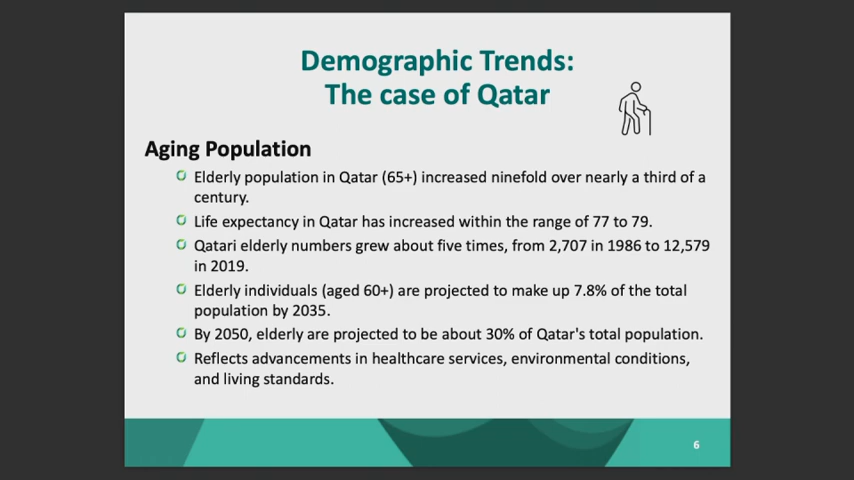 Demographic Trends:
The case of Qatar
Aging Population
Elderly population in Qatar (65+) increased ninefold over nearly a third of a
century.
Life expectancy in Qatar has increased within the range of 77 to 79.
Qatari elderly numbers grew about five times, from 2,707 in 1986 to 12,579
in 2019.
Elderly individuals (aged 60+) are projected to make up 7.8% of the total
population by 2035.
By 2050, elderly are projected to be about 30% of Qatar's total population.
Reflects advancements in healthcare services, environmental conditions,
and living standards.
6